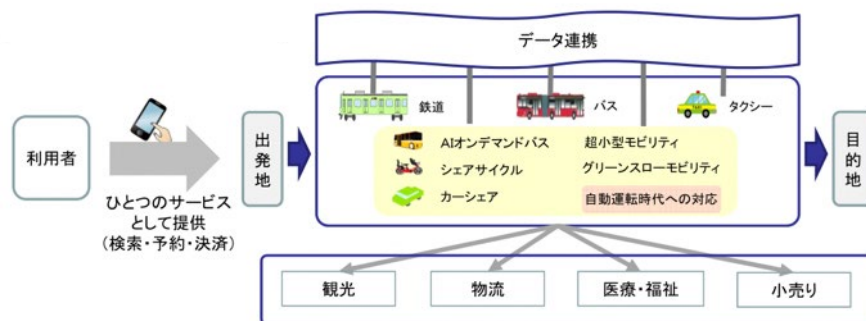 データ連携
鉄道
バス
タクシー
利用者
出発地
目的地
AIオンデマンドバス
超小型モビリティ
シェアサイクル
グリーンスローモビリティ
カーシェア
自動運転時代への対応
ひとつのサービス
として提供
(検索・予約・決済)
観光
物流
医療・福祉
小売り